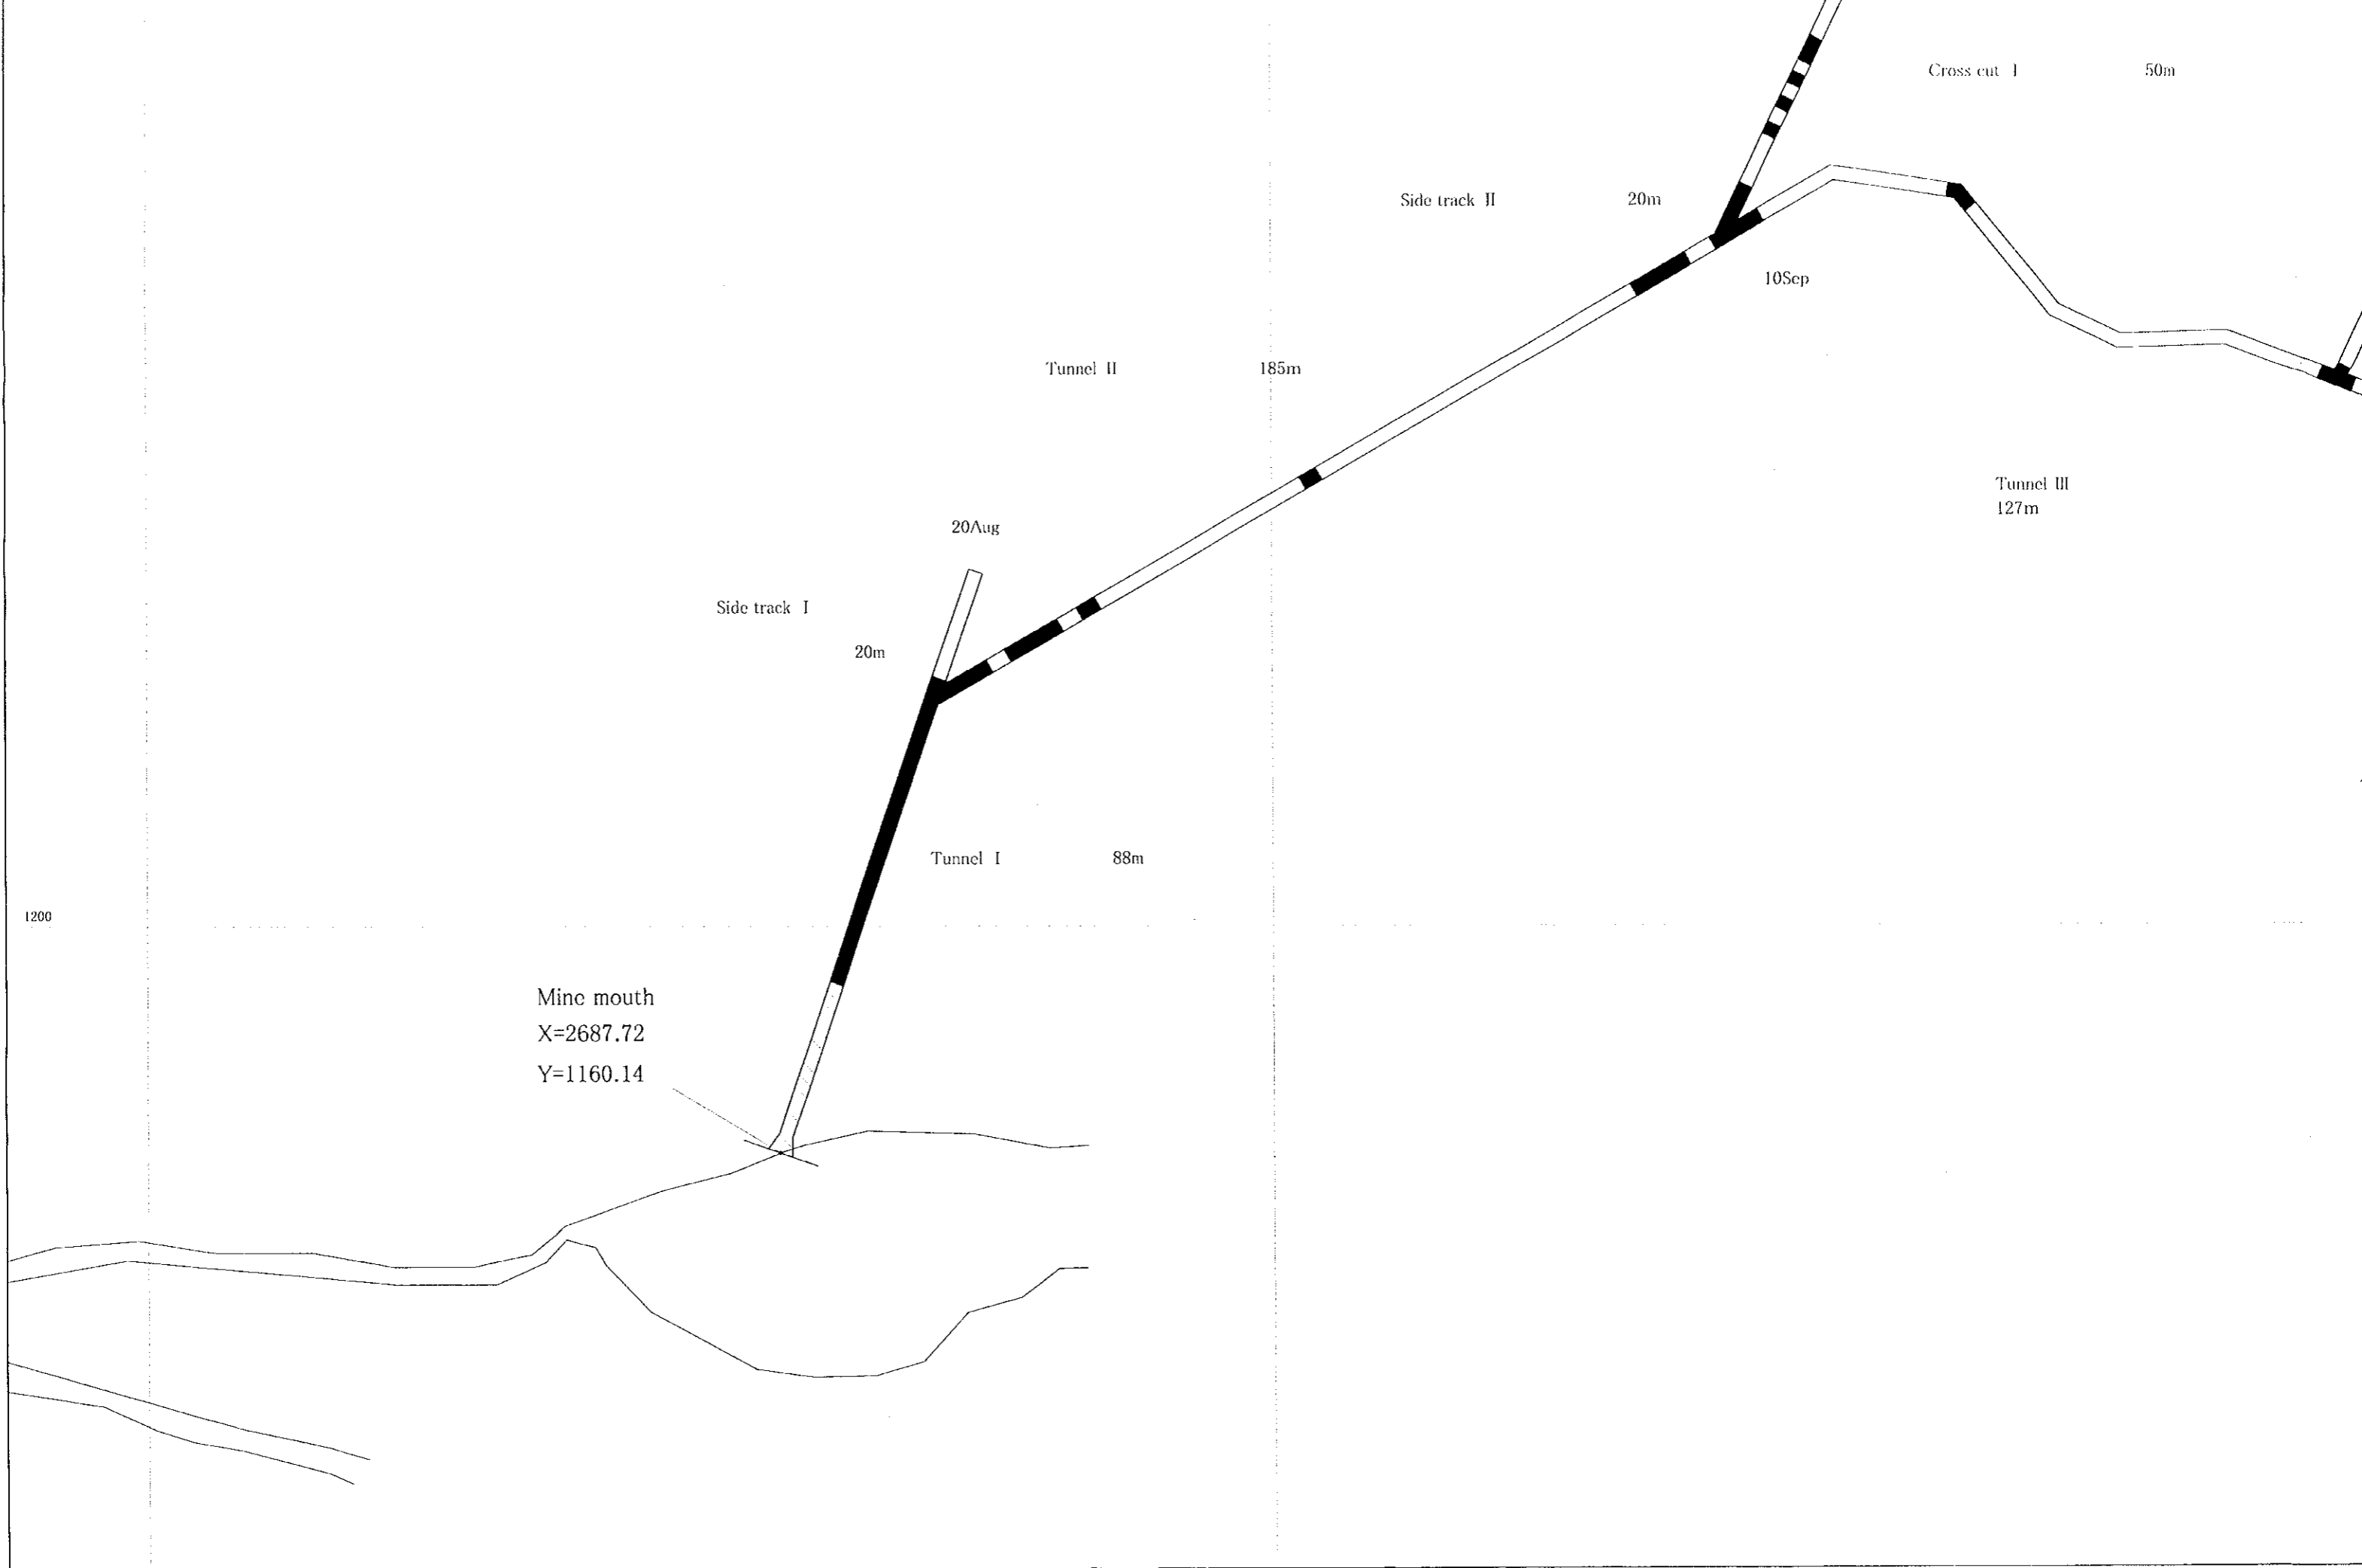 Cross cut I 50m
Side track II 20m
10Sep
Tunnel II 185m
Tunnel III
127m
20Aug
Side track I
20m
Tunnel I 88m
1200
Mine mouth
X=2687.72
Y=1160.14